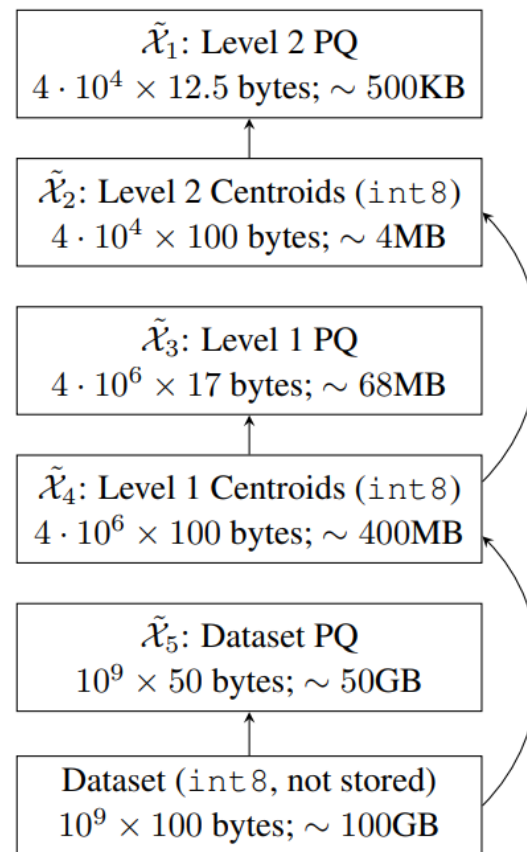 𝒳̃₁: Level 2 PQ
4 · 10⁴ × 12.5 bytes; ∼ 500KB
𝒳̃₂: Level 2 Centroids (int8)
4 · 10⁴ × 100 bytes; ∼ 4MB
𝒳̃₃: Level 1 PQ
4 · 10⁶ × 17 bytes; ∼ 68MB
𝒳̃₄: Level 1 Centroids (int8)
4 · 10⁶ × 100 bytes; ∼ 400MB
𝒳̃₅: Dataset PQ
10⁹ × 50 bytes; ∼ 50GB
Dataset (int8, not stored)
10⁹ × 100 bytes; ∼ 100GB